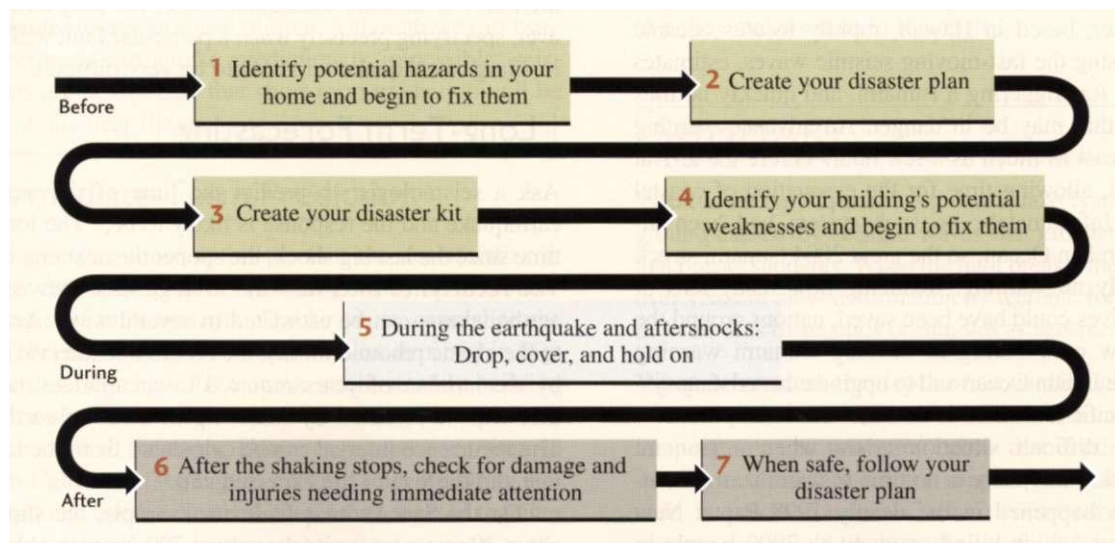 1 Identify potential hazards in your
home and begin to fix them
2 Create your disaster plan
Before
3 Create your disaster kit
4 Identify your building's potential
weaknesses and begin to fix them
5 During the earthquake and aftershocks:
Drop, cover, and hold on
During
6 After the shaking stops, check for damage and
injuries needing immediate attention
7 When safe, follow your
disaster plan
After